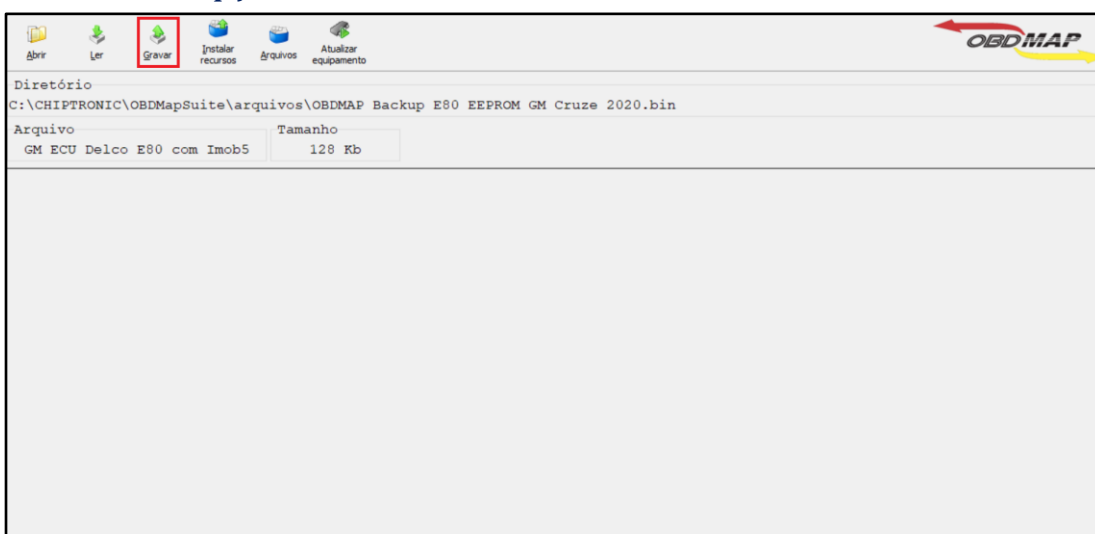 Abrir
Ler
Gravar
Instalar recursos
Arquivos
Atualizar equipamento
OBDMAP
Diretório
C:\CHIPTRONIC\OBDMapSuite\arquivos\OBDMAP Backup E80 EEPROM GM Cruze 2020.bin
Arquivo
GM ECU Delco E80 com Imob5
Tamanho
128 Kb